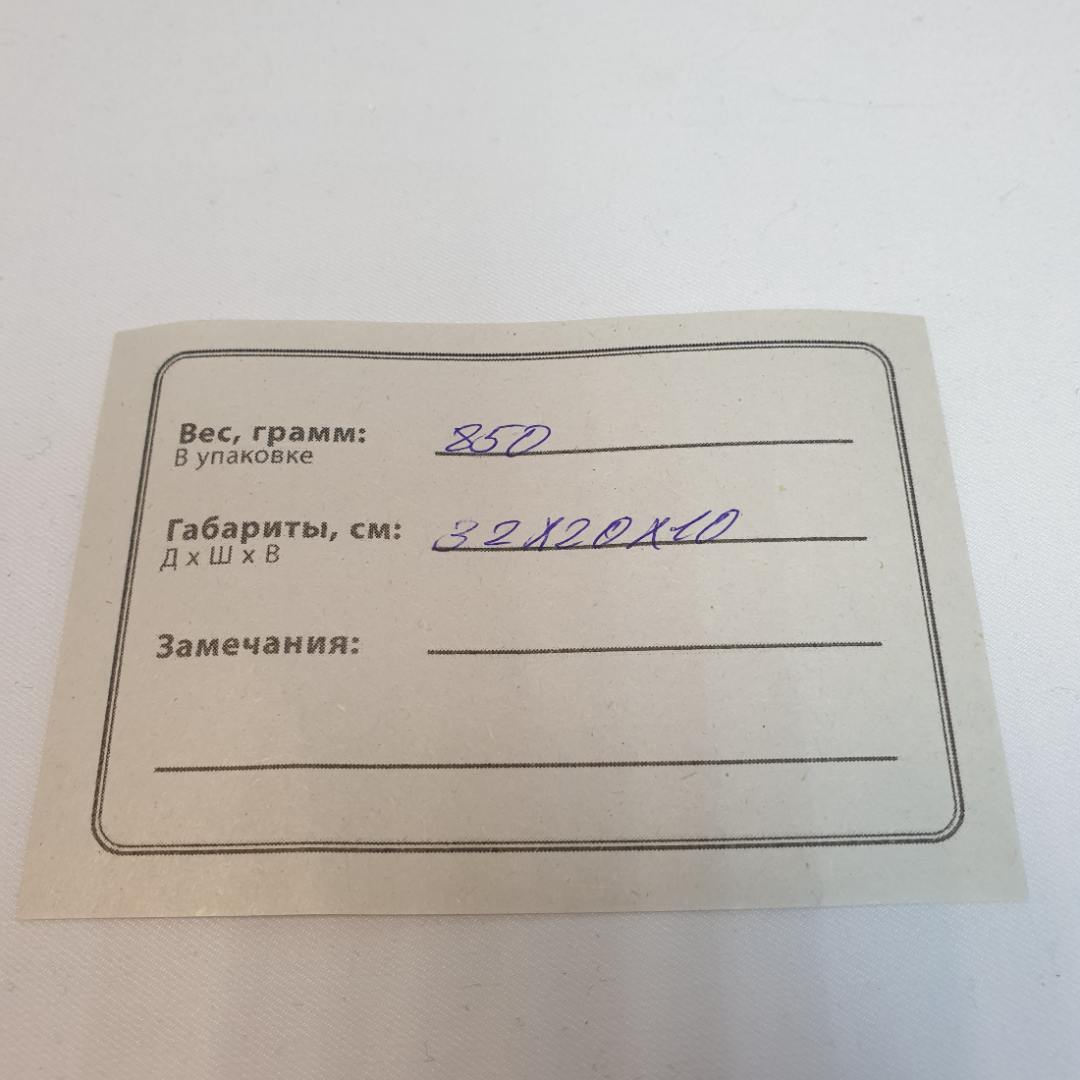 Вес, грамм: 850
В упаковке
Габариты, см: 32х20х10
Д х Ш х В
Замечания: